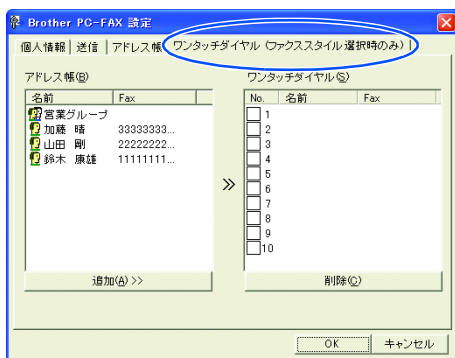 Brother PC-FAX 設定
個人情報 送信 アドレス帳 ワンタッチダイヤル (ファクススタイル選択時のみ)
アドレス帳(B)
名前 Fax
営業グループ
加藤 晴 33333333...
山田 剛 22222222...
鈴木 康雄 11111111...
追加(A) >>
>>
ワンタッチダイヤル(S)
No. 名前 Fax
1
2
3
4
5
6
7
8
9
10
削除(C)
OK キャンセル